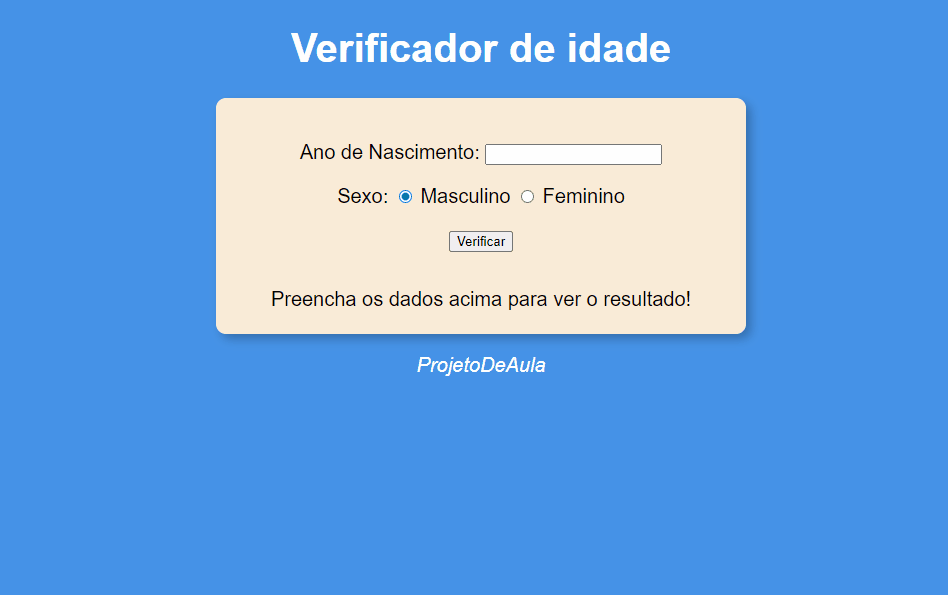 Verificador de idade
Ano de Nascimento:
Sexo: Masculino Feminino
Verificar
Preencha os dados acima para ver o resultado!
ProjetoDeAula